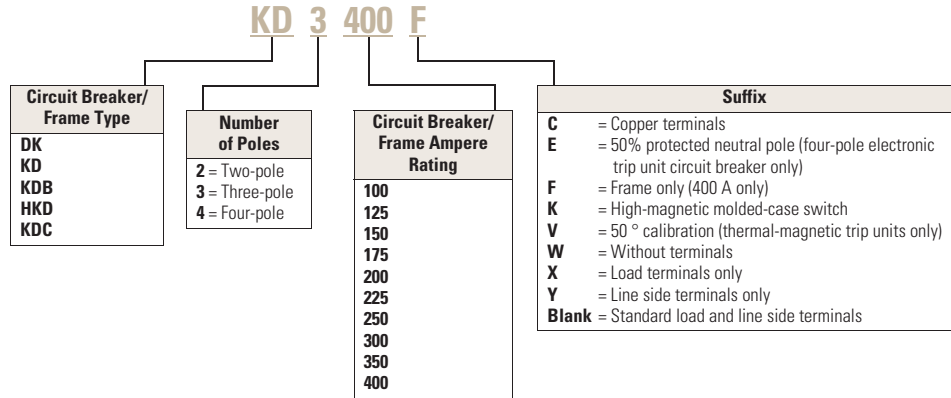 KD 3 400 F
Circuit Breaker/
Frame Type
DK
KD
KDB
HKD
KDC
Number
of Poles
2 = Two-pole
3 = Three-pole
4 = Four-pole
Circuit Breaker/
Frame Ampere
Rating
100
125
150
175
200
225
250
300
350
400
Suffix
C = Copper terminals
E = 50% protected neutral pole (four-pole electronic
trip unit circuit breaker only)
F = Frame only (400 A only)
K = High-magnetic molded-case switch
V = 50 ° calibration (thermal-magnetic trip units only)
W = Without terminals
X = Load terminals only
Y = Line side terminals only
Blank = Standard load and line side terminals